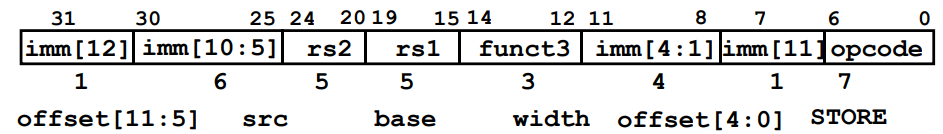 31 30 25 24 20 19 15 14 12 11 8 7 6 0
imm[12] imm[10:5] rs2 rs1 funct3 imm[4:1] imm[11] opcode
1 6 5 5 3 4 1 7
offset[11:5] src base width offset[4:0] STORE